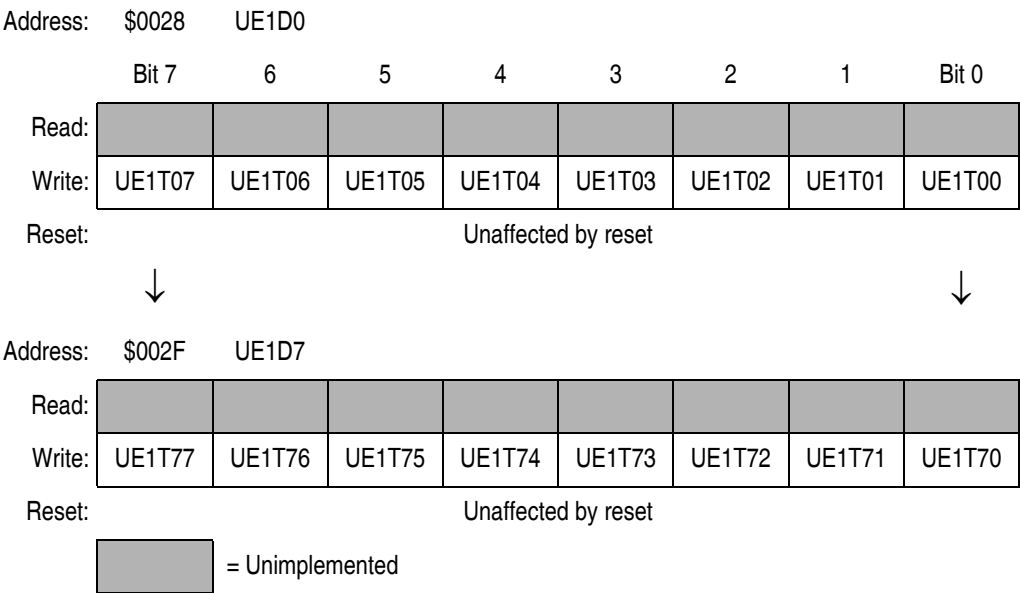 Address: $0028 UE1D0
Bit 7 6 5 4 3 2 1 Bit 0
Read:
Write: UE1T07 UE1T06 UE1T05 UE1T04 UE1T03 UE1T02 UE1T01 UE1T00
Reset: Unaffected by reset
↓ ↓
Address: $002F UE1D7
Read:
Write: UE1T77 UE1T76 UE1T75 UE1T74 UE1T73 UE1T72 UE1T71 UE1T70
Reset: Unaffected by reset
= Unimplemented